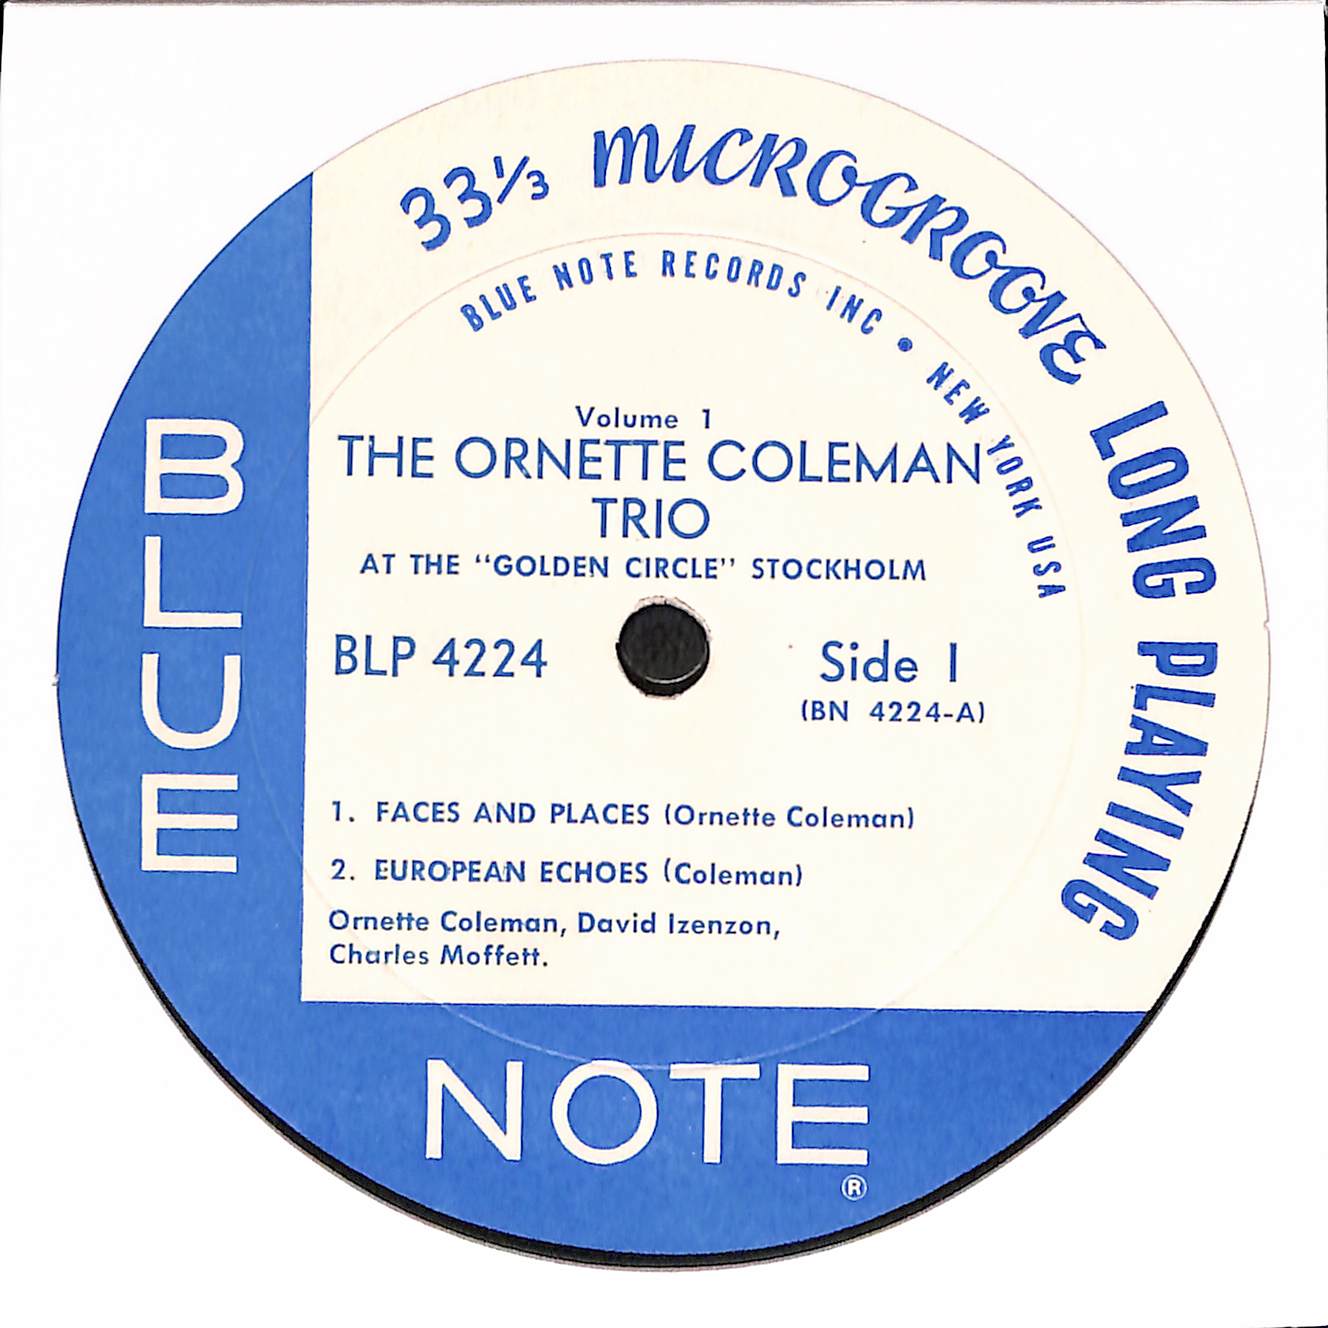 33⅓ MICROGROOVE LONG PLAYING
BLUE NOTE RECORDS INC • NEW YORK USA
Volume 1
THE ORNETTE COLEMAN
TRIO
AT THE "GOLDEN CIRCLE" STOCKHOLM
BLP 4224
Side 1
(BN 4224-A)
1. FACES AND PLACES (Ornette Coleman)
2. EUROPEAN ECHOES (Coleman)
Ornette Coleman, David Izenzon,
Charles Moffett.
BLUE
NOTE
®